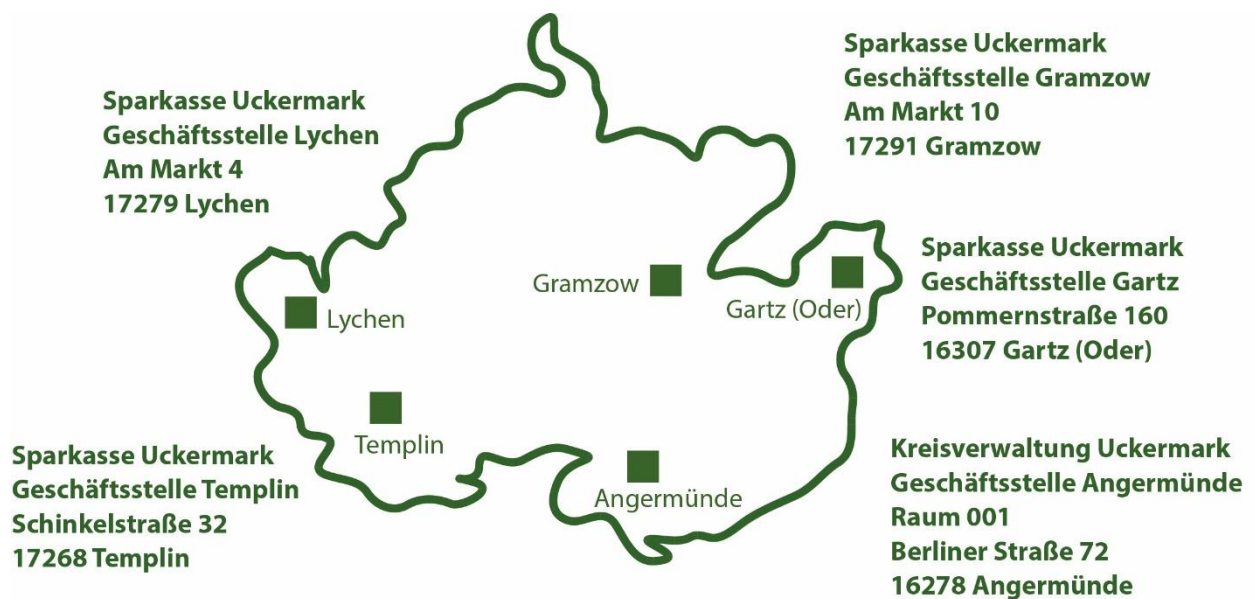 Sparkasse Uckermark
Geschäftsstelle Gramzow
Am Markt 10
17291 Gramzow
Sparkasse Uckermark
Geschäftsstelle Lychen
Am Markt 4
17279 Lychen
Sparkasse Uckermark
Geschäftsstelle Gartz
Pommernstraße 160
16307 Gartz (Oder)
Gramzow
Gartz (Oder)
Lychen
Templin
Angermünde
Sparkasse Uckermark
Geschäftsstelle Templin
Schinkelstraße 32
17268 Templin
Kreisverwaltung Uckermark
Geschäftsstelle Angermünde
Raum 001
Berliner Straße 72
16278 Angermünde